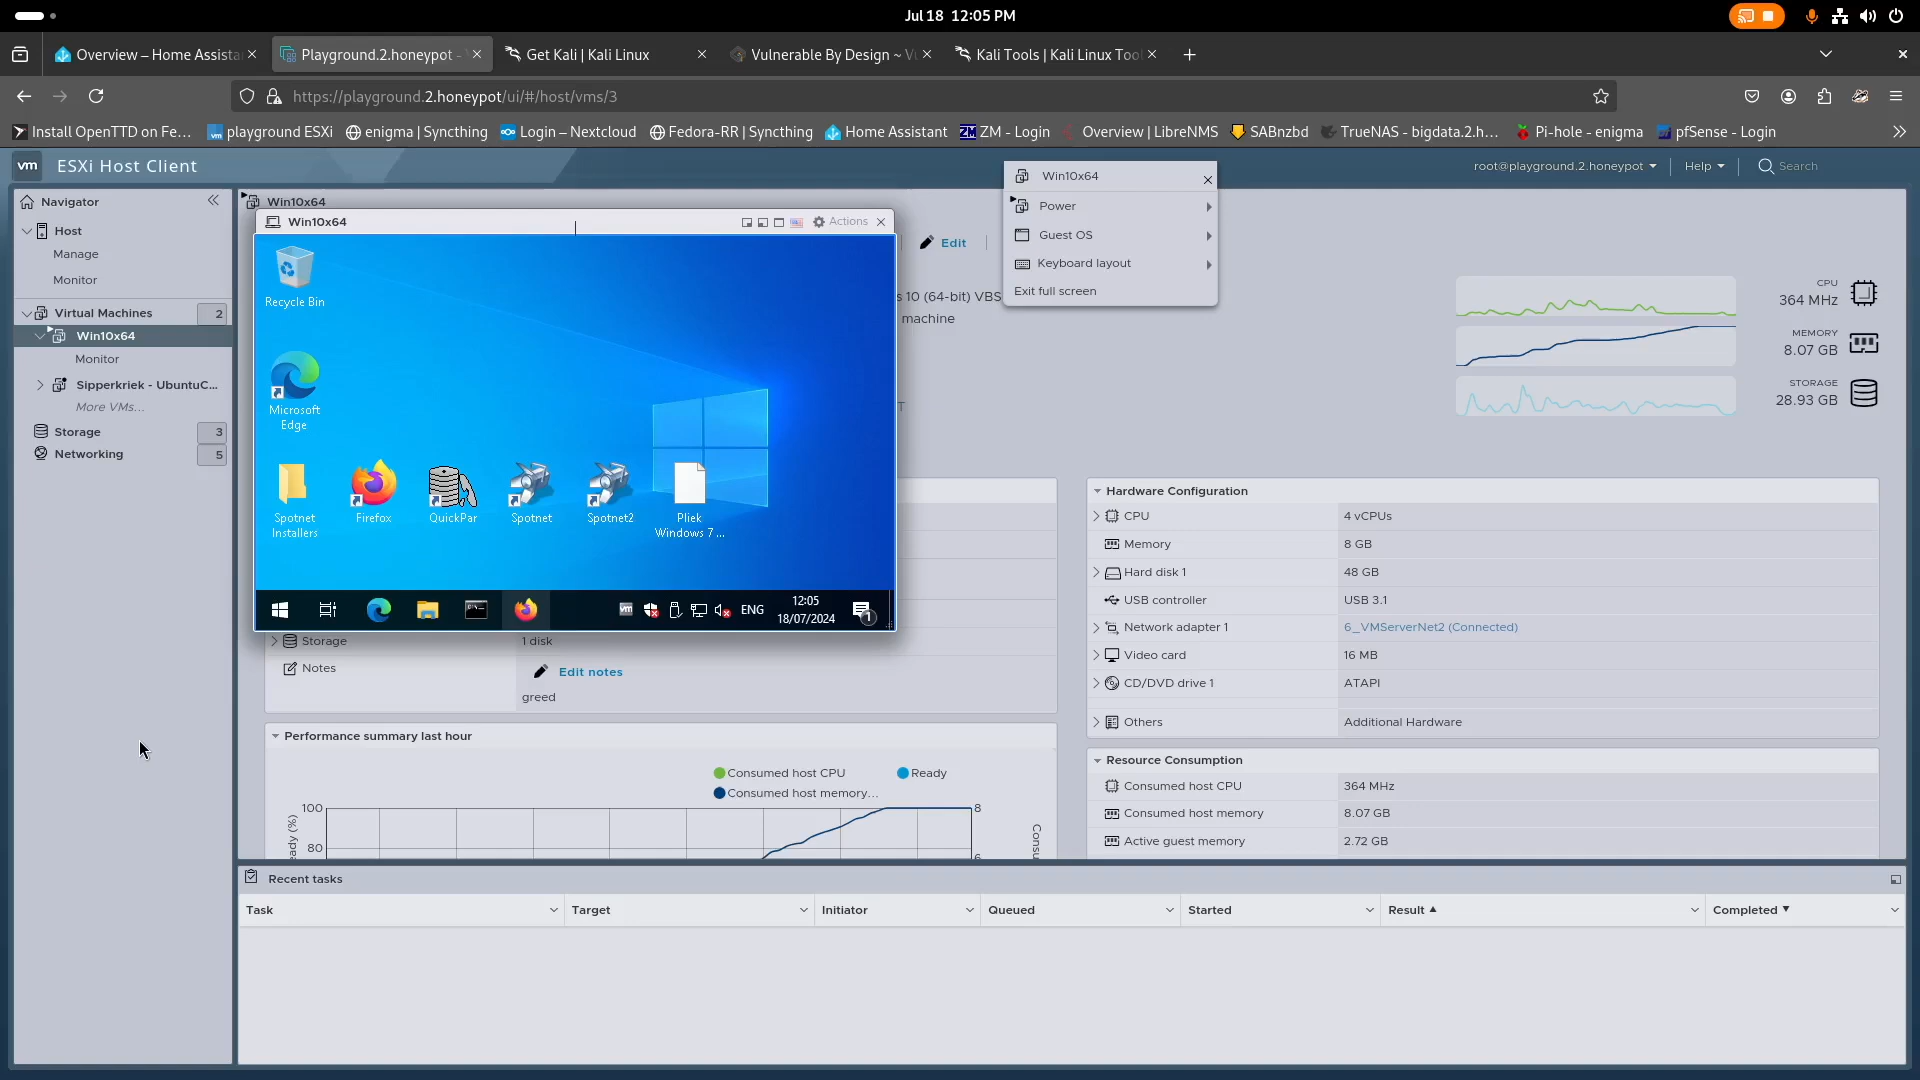 Jul 18 12:05 PM
Overview – Home Assista
Playground.2.honeypot -
Get Kali | Kali Linux
Vulnerable By Design ~ V
Kali Tools | Kali Linux Too
https://playground.2.honeypot/ui/#/host/vms/3
Install OpenTTD on Fe…
playground ESXi
enigma | Syncthing
Login – Nextcloud
Fedora-RR | Syncthing
Home Assistant
ZM - Login
Overview | LibreNMS
SABnzbd
TrueNAS - bigdata.2.h…
Pi-hole - enigma
pfSense - Login
vm ESXi Host Client
root@playground.2.honeypot
Help
Search
Navigator
Host
Manage
Monitor
Virtual Machines 2
Win10x64
Monitor
Sipperkriek - UbuntuC...
More VMs...
Storage 3
Networking 5
Win10x64
Win10x64
Actions
Recycle Bin
Microsoft
Edge
Spotnet
Installers
Firefox
QuickPar
Spotnet
Spotnet2
Pliek
Windows 7 ...
ENG
12:05
18/07/2024
1
Edit
s 10 (64-bit) VBS
machine
T
Win10x64
Power
Guest OS
Keyboard layout
Exit full screen
CPU
364 MHz
MEMORY
8.07 GB
STORAGE
28.93 GB
Storage 1 disk
Notes Edit notes
greed
Performance summary last hour
Consumed host CPU
Ready
Consumed host memory...
100
80
8
6
eady (%)
Consu
Hardware Configuration
CPU 4 vCPUs
Memory 8 GB
Hard disk 1 48 GB
USB controller USB 3.1
Network adapter 1 6_VMServerNet2 (Connected)
Video card 16 MB
CD/DVD drive 1 ATAPI
Others Additional Hardware
Resource Consumption
Consumed host CPU 364 MHz
Consumed host memory 8.07 GB
Active guest memory 2.72 GB
Recent tasks
Task Target Initiator Queued Started Result Completed